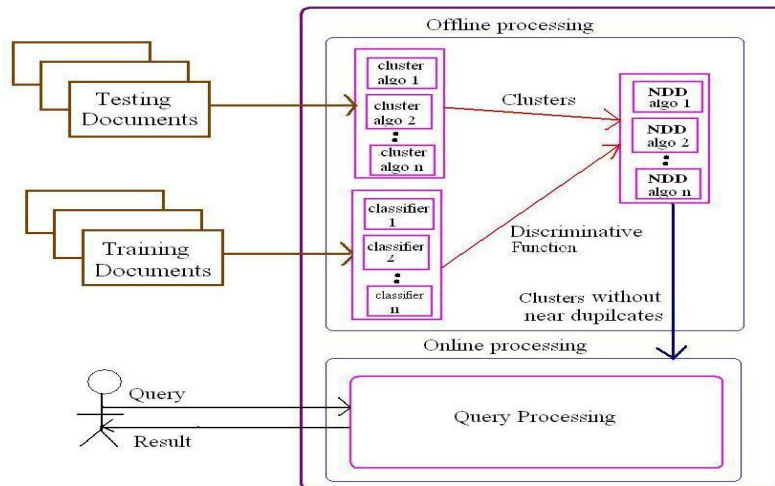 Offline processing
Testing
Documents
cluster
algo 1
cluster
algo 2
cluster
algo n
Clusters
NDD
algo 1
NDD
algo 2
NDD
algo n
Training
Documents
classifier
1
classifier
2
classifier
n
Discriminative
Function
Clusters without
near dupilcates
Online processing
Query
Result
Query Processing